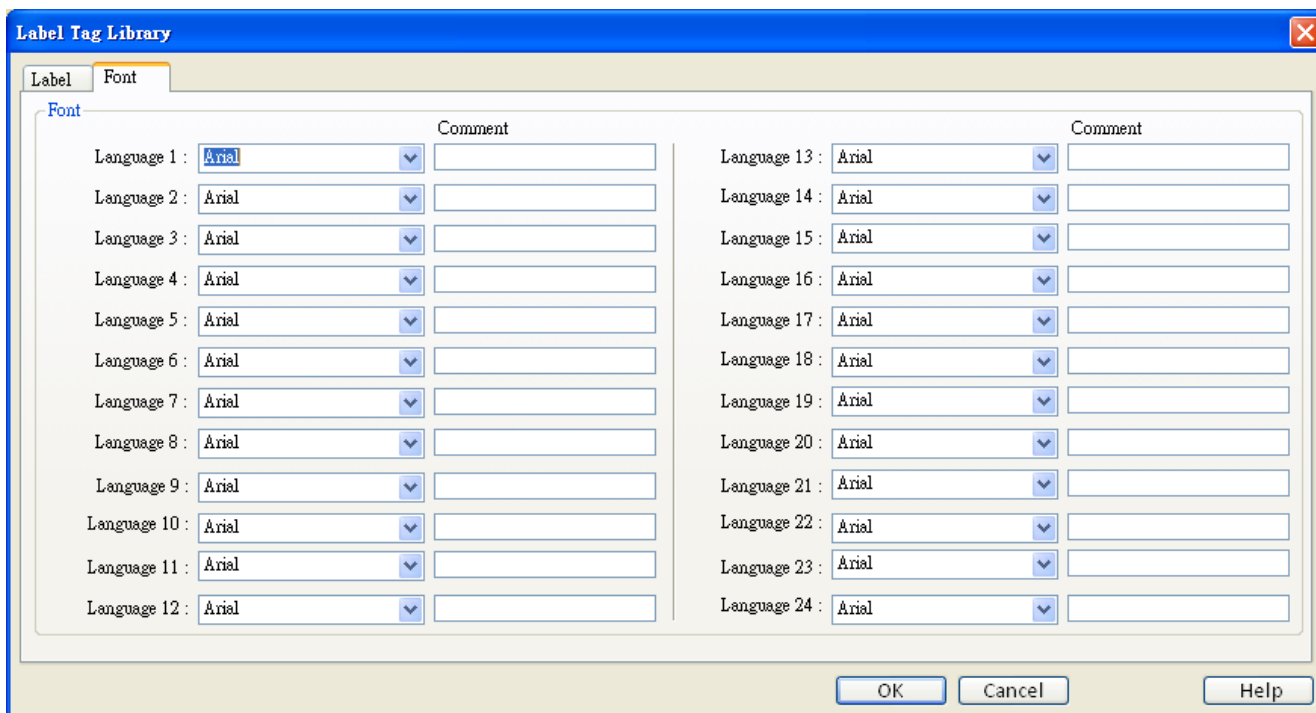 Label Tag Library
Label Font
Font
Comment Comment
Language 1 : Arial Language 13 : Arial
Language 2 : Arial Language 14 : Arial
Language 3 : Arial Language 15 : Arial
Language 4 : Arial Language 16 : Arial
Language 5 : Arial Language 17 : Arial
Language 6 : Arial Language 18 : Arial
Language 7 : Arial Language 19 : Arial
Language 8 : Arial Language 20 : Arial
Language 9 : Arial Language 21 : Arial
Language 10 : Arial Language 22 : Arial
Language 11 : Arial Language 23 : Arial
Language 12 : Arial Language 24 : Arial
OK Cancel Help